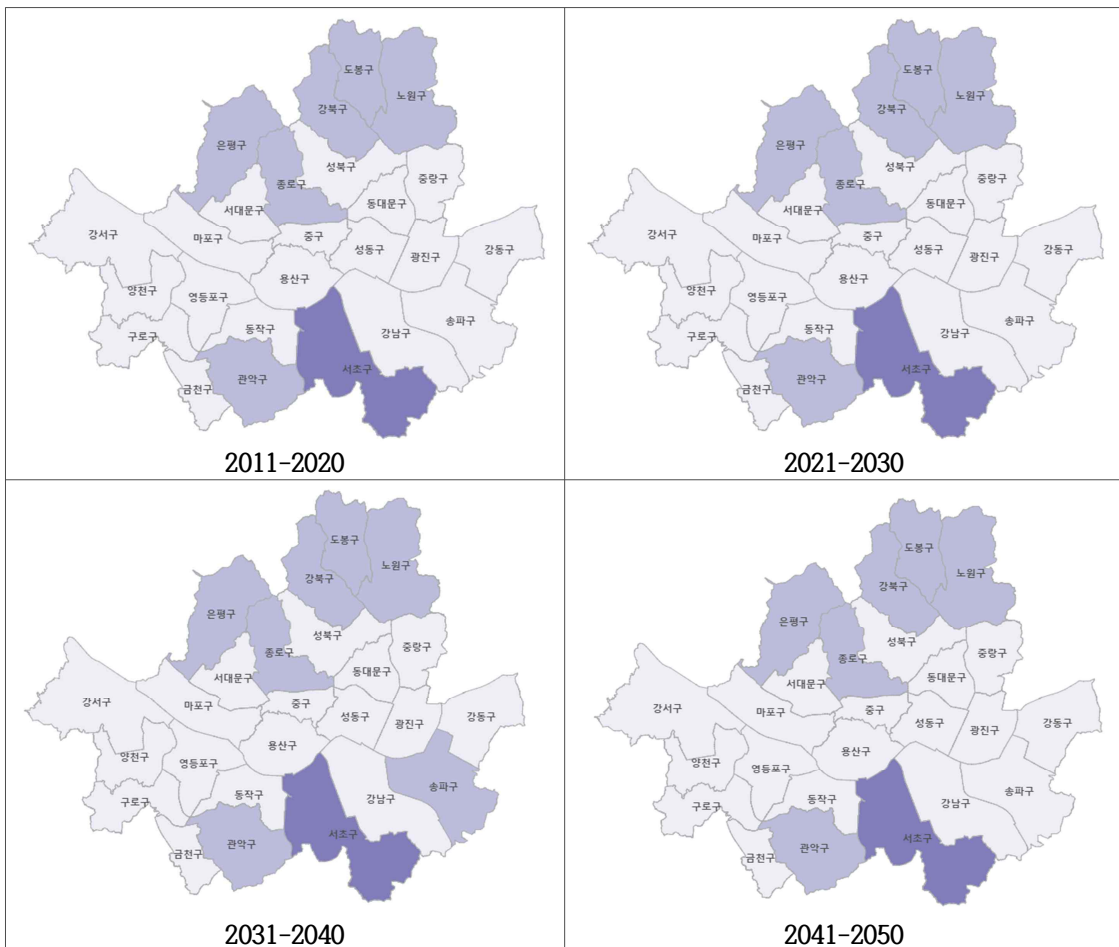 도봉구
노원구
강북구
은평구
성북구
중랑구
종로구
동대문구
서대문구
강서구
마포구
중구
성동구
광진구
강동구
용산구
양천구
영등포구
송파구
구로구
동작구
강남구
서초구
관악구
금천구
2011-2020
도봉구
노원구
강북구
은평구
성북구
중랑구
종로구
동대문구
서대문구
강서구
마포구
중구
성동구
광진구
강동구
용산구
양천구
영등포구
송파구
구로구
동작구
강남구
서초구
관악구
금천구
2021-2030
도봉구
노원구
강북구
은평구
성북구
중랑구
종로구
동대문구
서대문구
강서구
마포구
중구
성동구
광진구
강동구
용산구
양천구
영등포구
송파구
구로구
동작구
강남구
서초구
관악구
금천구
2031-2040
도봉구
노원구
강북구
은평구
성북구
중랑구
종로구
동대문구
서대문구
강서구
마포구
중구
성동구
광진구
강동구
용산구
양천구
영등포구
송파구
구로구
동작구
강남구
서초구
관악구
금천구
2041-2050